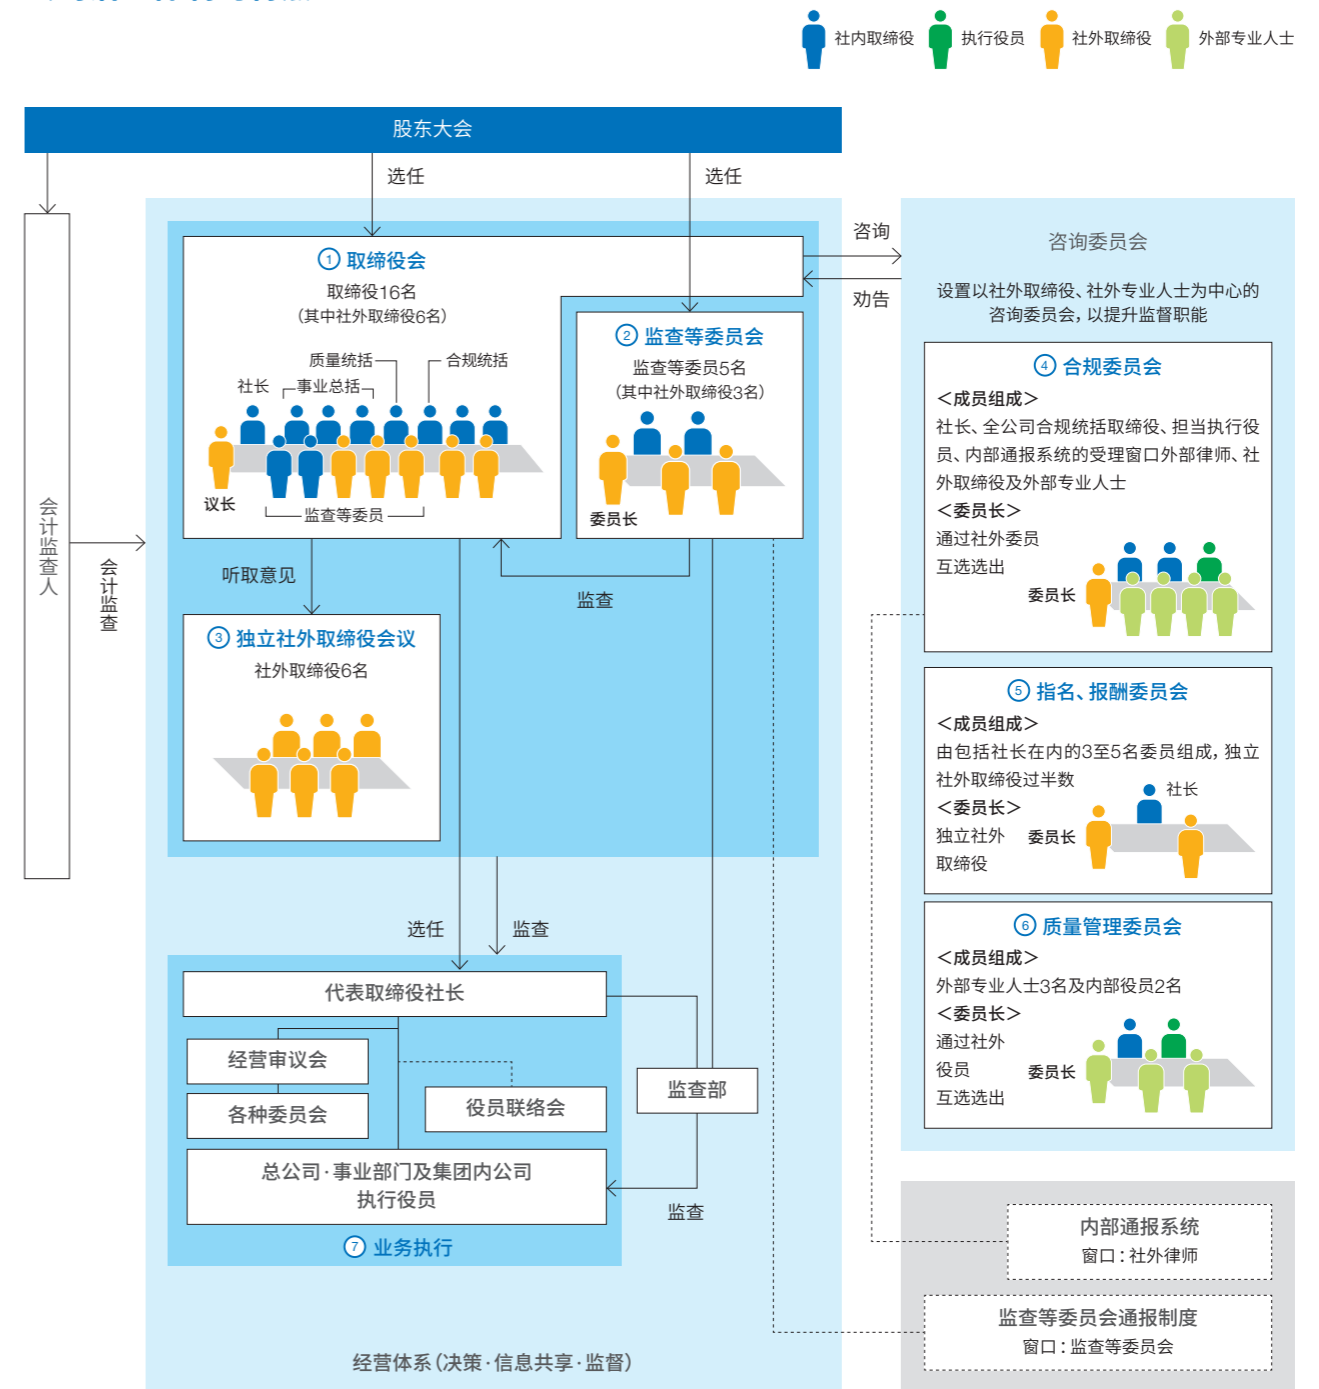 社内取缔役
执行役员
社外取缔役
外部专业人士
股东大会
选任
选任
会计监查人
会计监查
① 取缔役会
取缔役16名
（其中社外取缔役6名）
质量统括
合规统括
社长
事业总括
议长
监查等委员
② 监查等委员会
监查等委员5名
（其中社外取缔役3名）
委员长
咨询
劝告
听取意见
监查
③ 独立社外取缔役会议
社外取缔役6名
选任
监查
代表取缔役社长
经营审议会
各种委员会
役员联络会
监查部
总公司·事业部门及集团内公司
执行役员
监查
⑦ 业务执行
经营体系（决策·信息共享·监督）
咨询委员会
设置以社外取缔役、社外专业人士为中心的
咨询委员会，以提升监督职能
④ 合规委员会
＜成员组成＞
社长、全公司合规统括取缔役、担当执行役
员、内部通报系统的受理窗口外部律师、社
外取缔役及外部专业人士
＜委员长＞
通过社外委员
互选选出
委员长
⑤ 指名、报酬委员会
＜成员组成＞
由包括社长在内的3至5名委员组成，独立
社外取缔役过半数
＜委员长＞
独立社外
取缔役
社长
委员长
⑥ 质量管理委员会
＜成员组成＞
外部专业人士3名及内部役员2名
＜委员长＞
通过社外
役员
互选选出
委员长
内部通报系统
窗口：社外律师
监查等委员会通报制度
窗口：监查等委员会